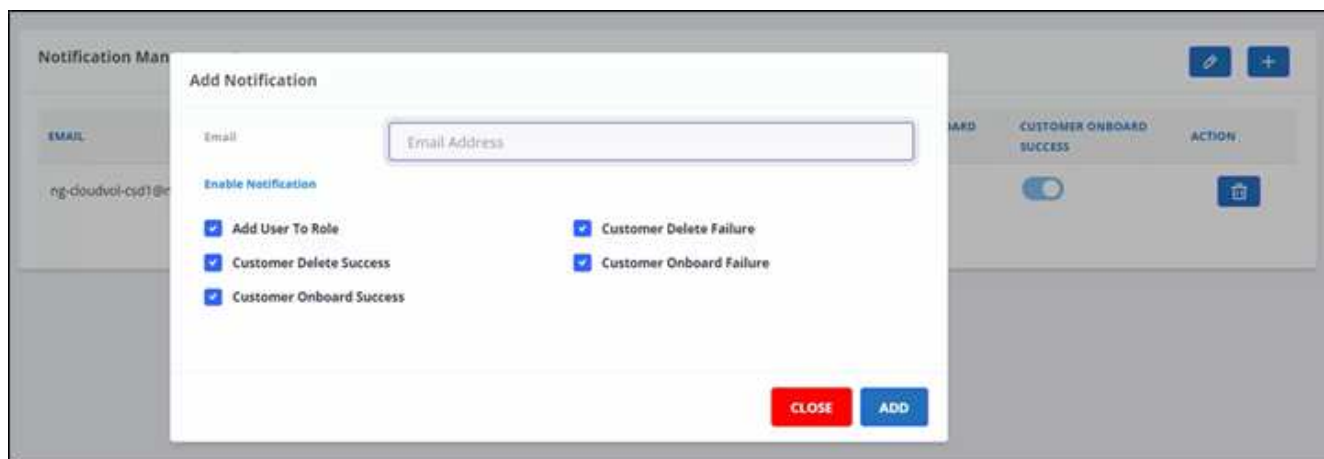 Notification Man
Add Notification
EMAIL
Email
Email Address
CUSTOMER ONBOARD
SUCCESS
ACTION
Enable Notification
Add User To Role
Customer Delete Failure
Customer Delete Success
Customer Onboard Failure
Customer Onboard Success
CLOSE
ADD